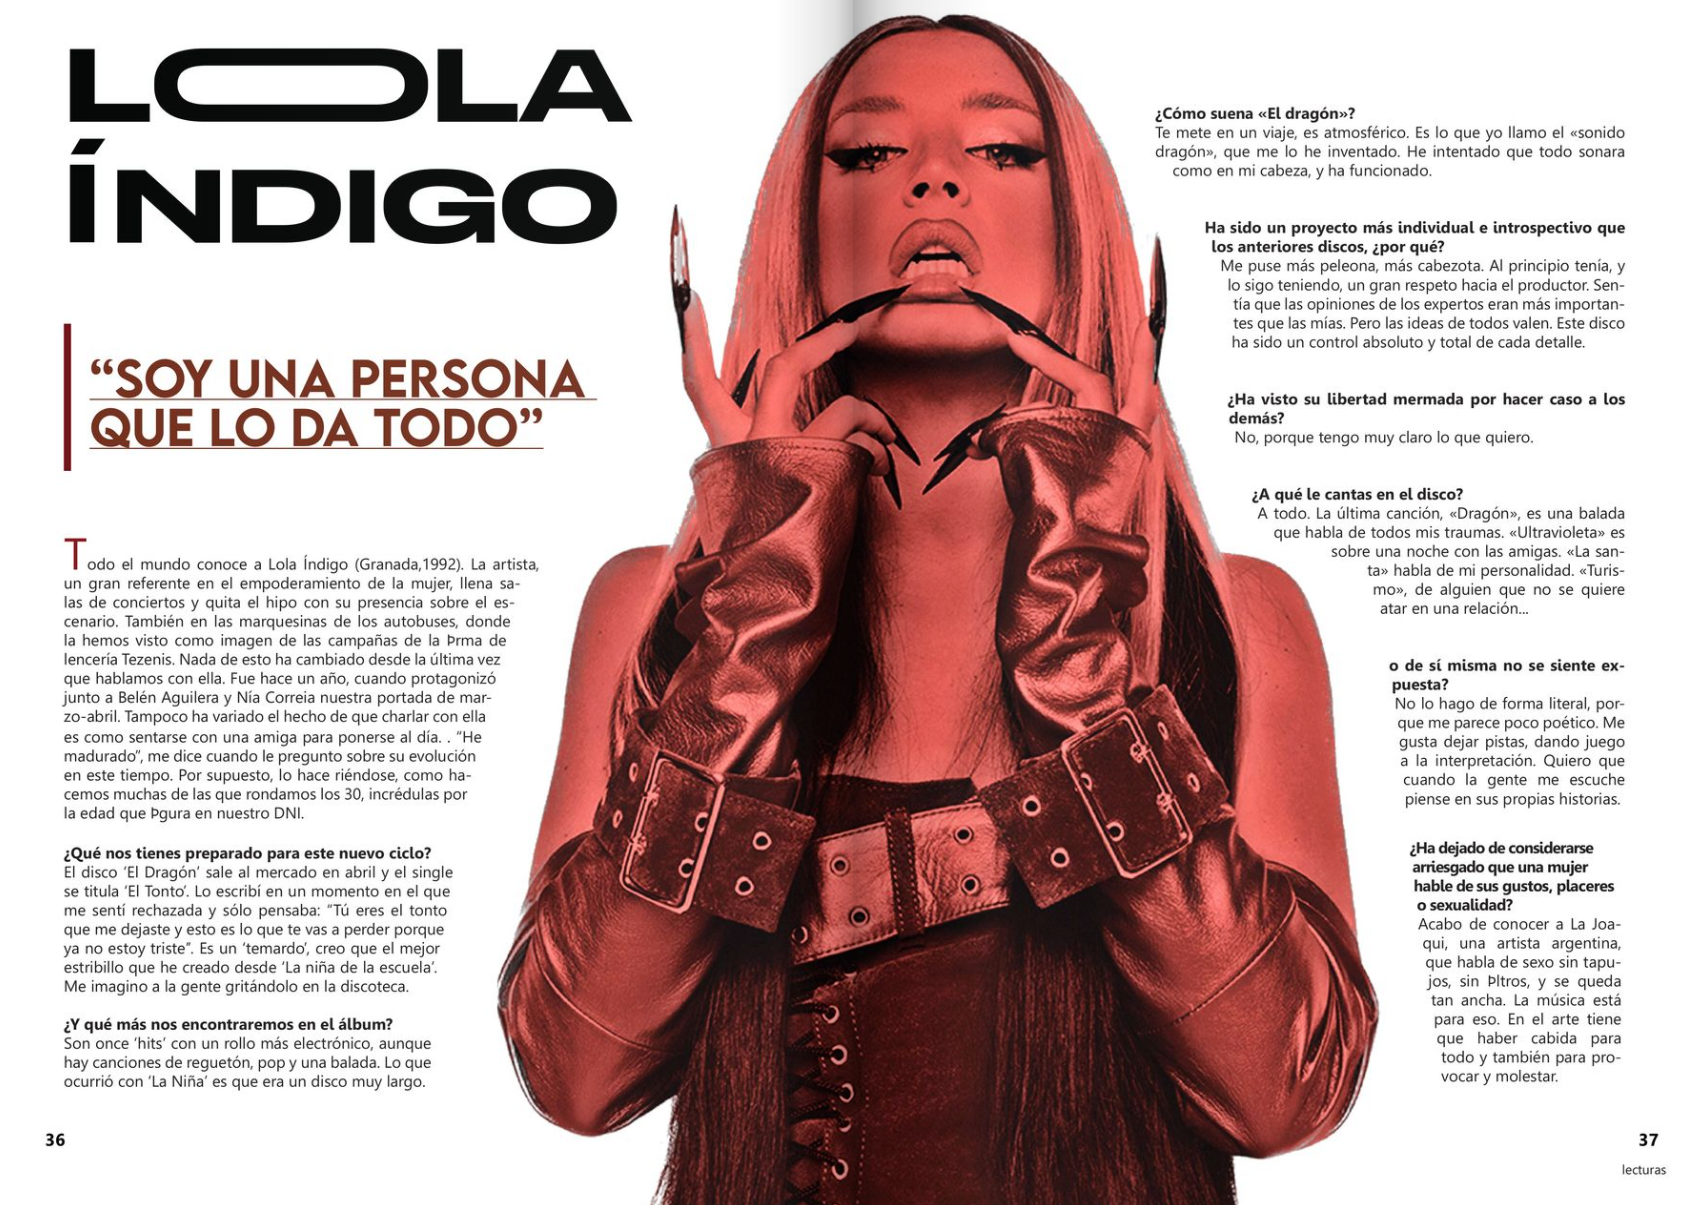 LOLA
ÍNDIGO
“SOY UNA PERSONA
QUE LO DA TODO”
Todo el mundo conoce a Lola Índigo (Granada,1992). La artista,
un gran referente en el empoderamiento de la mujer, llena sa-
las de conciertos y quita el hipo con su presencia sobre el es-
cenario. También en las marquesinas de los autobuses, donde
la hemos visto como imagen de las campañas de la Þrma de
lencería Tezenis. Nada de esto ha cambiado desde la última vez
que hablamos con ella. Fue hace un año, cuando protagonizó
junto a Belén Aguilera y Nía Correia nuestra portada de mar-
zo-abril. Tampoco ha variado el hecho de que charlar con ella
es como sentarse con una amiga para ponerse al día. . “He
madurado”, me dice cuando le pregunto sobre su evolución
en este tiempo. Por supuesto, lo hace riéndose, como ha-
cemos muchas de las que rondamos los 30, incrédulas por
la edad que Þgura en nuestro DNI.
¿Qué nos tienes preparado para este nuevo ciclo?
El disco ‘El Dragón’ sale al mercado en abril y el single
se titula ‘El Tonto’. Lo escribí en un momento en el que
me sentí rechazada y sólo pensaba: “Tú eres el tonto
que me dejaste y esto es lo que te vas a perder porque
ya no estoy triste”. Es un ‘temardo’, creo que el mejor
estribillo que he creado desde ‘La niña de la escuela’.
Me imagino a la gente gritándolo en la discoteca.
¿Y qué más nos encontraremos en el álbum?
Son once ‘hits’ con un rollo más electrónico, aunque
hay canciones de reguetón, pop y una balada. Lo que
ocurrió con ‘La Niña’ es que era un disco muy largo.
36
¿Cómo suena «El dragón»?
Te mete en un viaje, es atmosférico. Es lo que yo llamo el «sonido
dragón», que me lo he inventado. He intentado que todo sonara
como en mi cabeza, y ha funcionado.
Ha sido un proyecto más individual e introspectivo que
los anteriores discos, ¿por qué?
Me puse más peleona, más cabezota. Al principio tenía, y
lo sigo teniendo, un gran respeto hacia el productor. Sen-
tía que las opiniones de los expertos eran más importan-
tes que las mías. Pero las ideas de todos valen. Este disco
ha sido un control absoluto y total de cada detalle.
¿Ha visto su libertad mermada por hacer caso a los
demás?
No, porque tengo muy claro lo que quiero.
¿A qué le cantas en el disco?
A todo. La última canción, «Dragón», es una balada
que habla de todos mis traumas. «Ultravioleta» es
sobre una noche con las amigas. «La san-
ta» habla de mi personalidad. «Turis-
mo», de alguien que no se quiere
atar en una relación...
o de sí misma no se siente ex-
puesta?
No lo hago de forma literal, por-
que me parece poco poético. Me
gusta dejar pistas, dando juego
a la interpretación. Quiero que
cuando la gente me escuche
piense en sus propias historias.
¿Ha dejado de considerarse
arriesgado que una mujer
hable de sus gustos, placeres
o sexualidad?
Acabo de conocer a La Joa-
qui, una artista argentina,
que habla de sexo sin tapu-
jos, sin Þltros, y se queda
tan ancha. La música está
para eso. En el arte tiene
que haber cabida para
todo y también para pro-
vocar y molestar.
37
lecturas